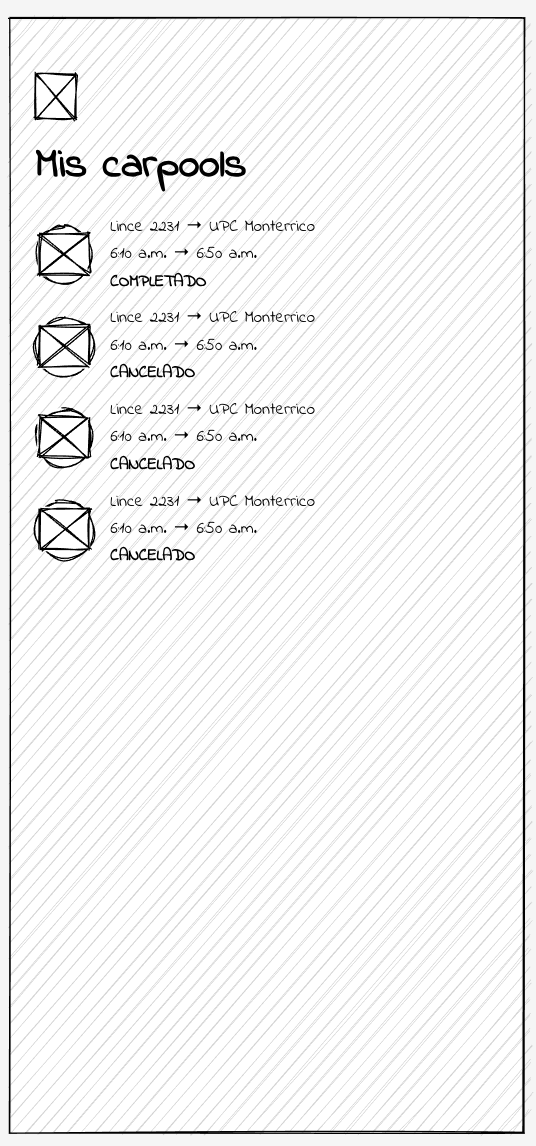 Mis carpools
Lince 2231 → UPC Monterrico
6:10 a.m. → 6:50 a.m.
COMPLETADO
Lince 2231 → UPC Monterrico
6:10 a.m. → 6:50 a.m.
CANCELADO
Lince 2231 → UPC Monterrico
6:10 a.m. → 6:50 a.m.
CANCELADO
Lince 2231 → UPC Monterrico
6:10 a.m. → 6:50 a.m.
CANCELADO